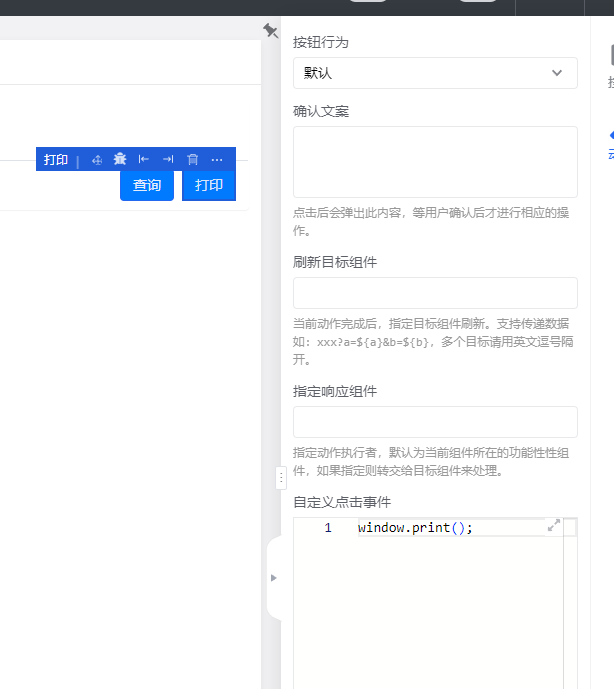 按钮行为
默认
确认文案
点击后会弹出此内容，等用户确认后才进行相应的操
作。
刷新目标组件
当前动作完成后，指定目标组件刷新。支持传递数据
如：xxx?a=${a}&b=${b}，多个目标请用英文逗号隔
开。
指定响应组件
指定动作执行者，默认为当前组件所在的功能性性组
件，如果指定则转交给目标组件来处理。
自定义点击事件
1 window.print();
打印
查询
打印